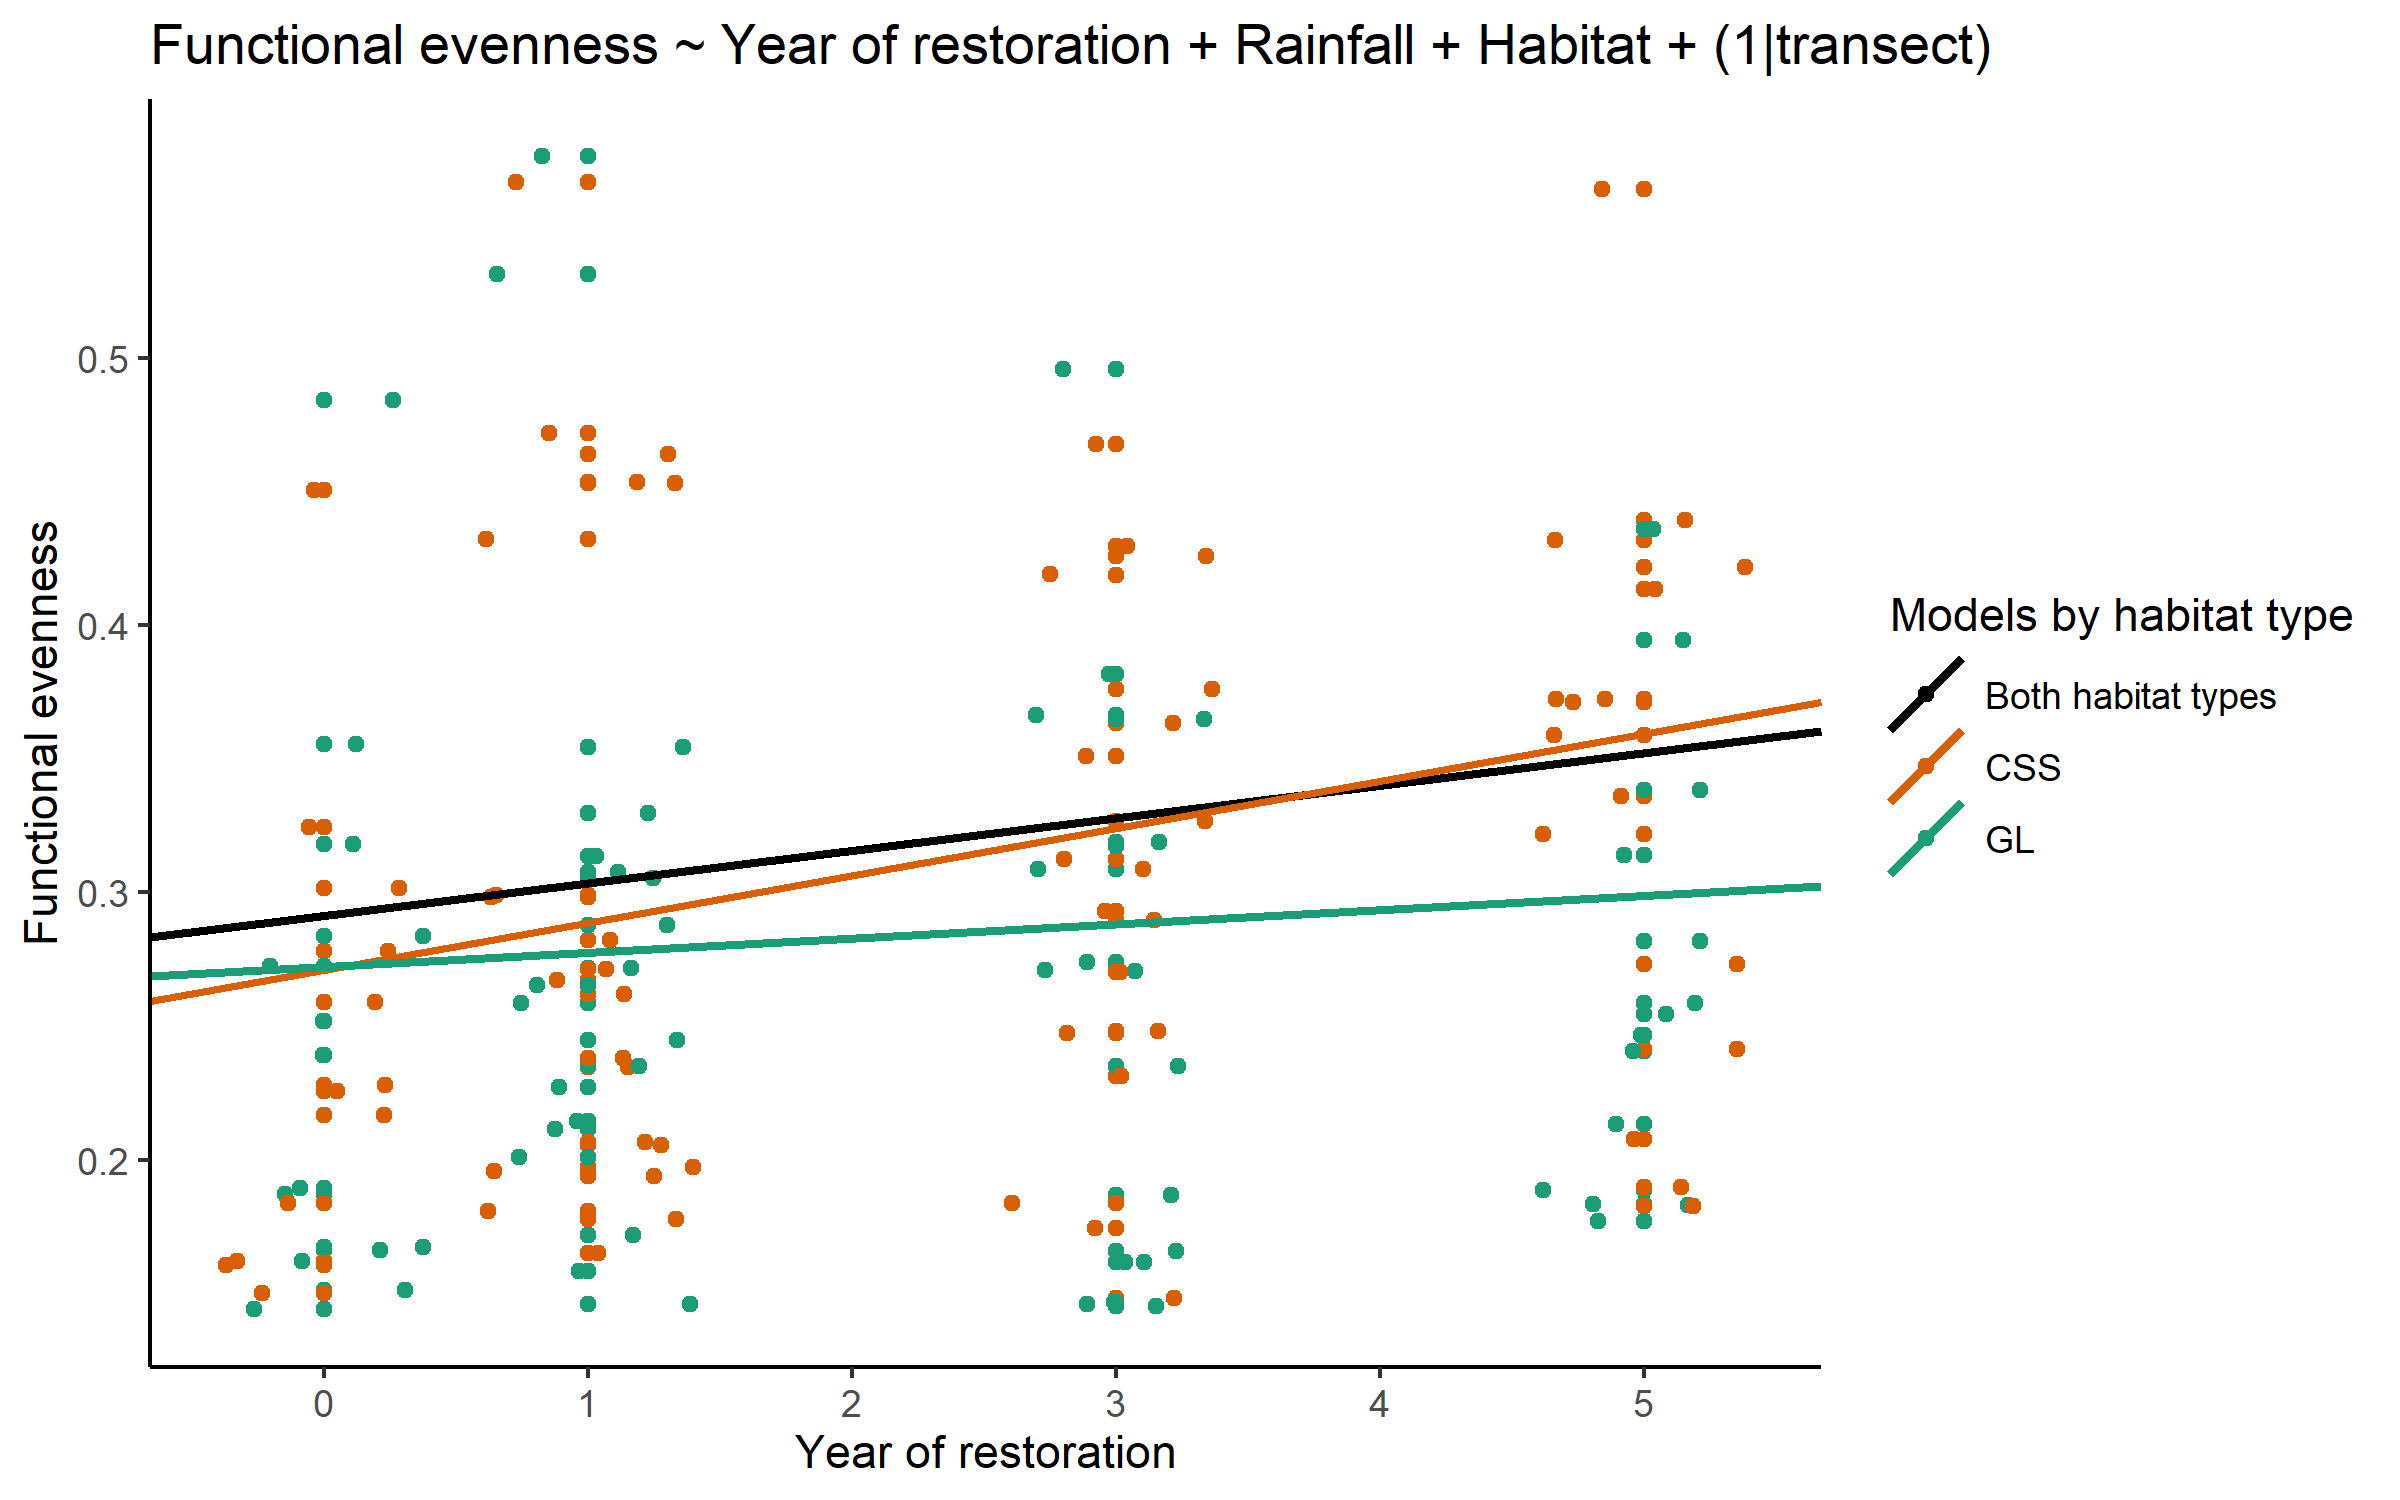 Functional evenness ~ Year of restoration + Rainfall + Habitat + (1|transect)
Functional evenness
0.5
0.4
0.3
0.2
0
1
2
3
4
5
Year of restoration
Models by habitat type
Both habitat types
CSS
GL